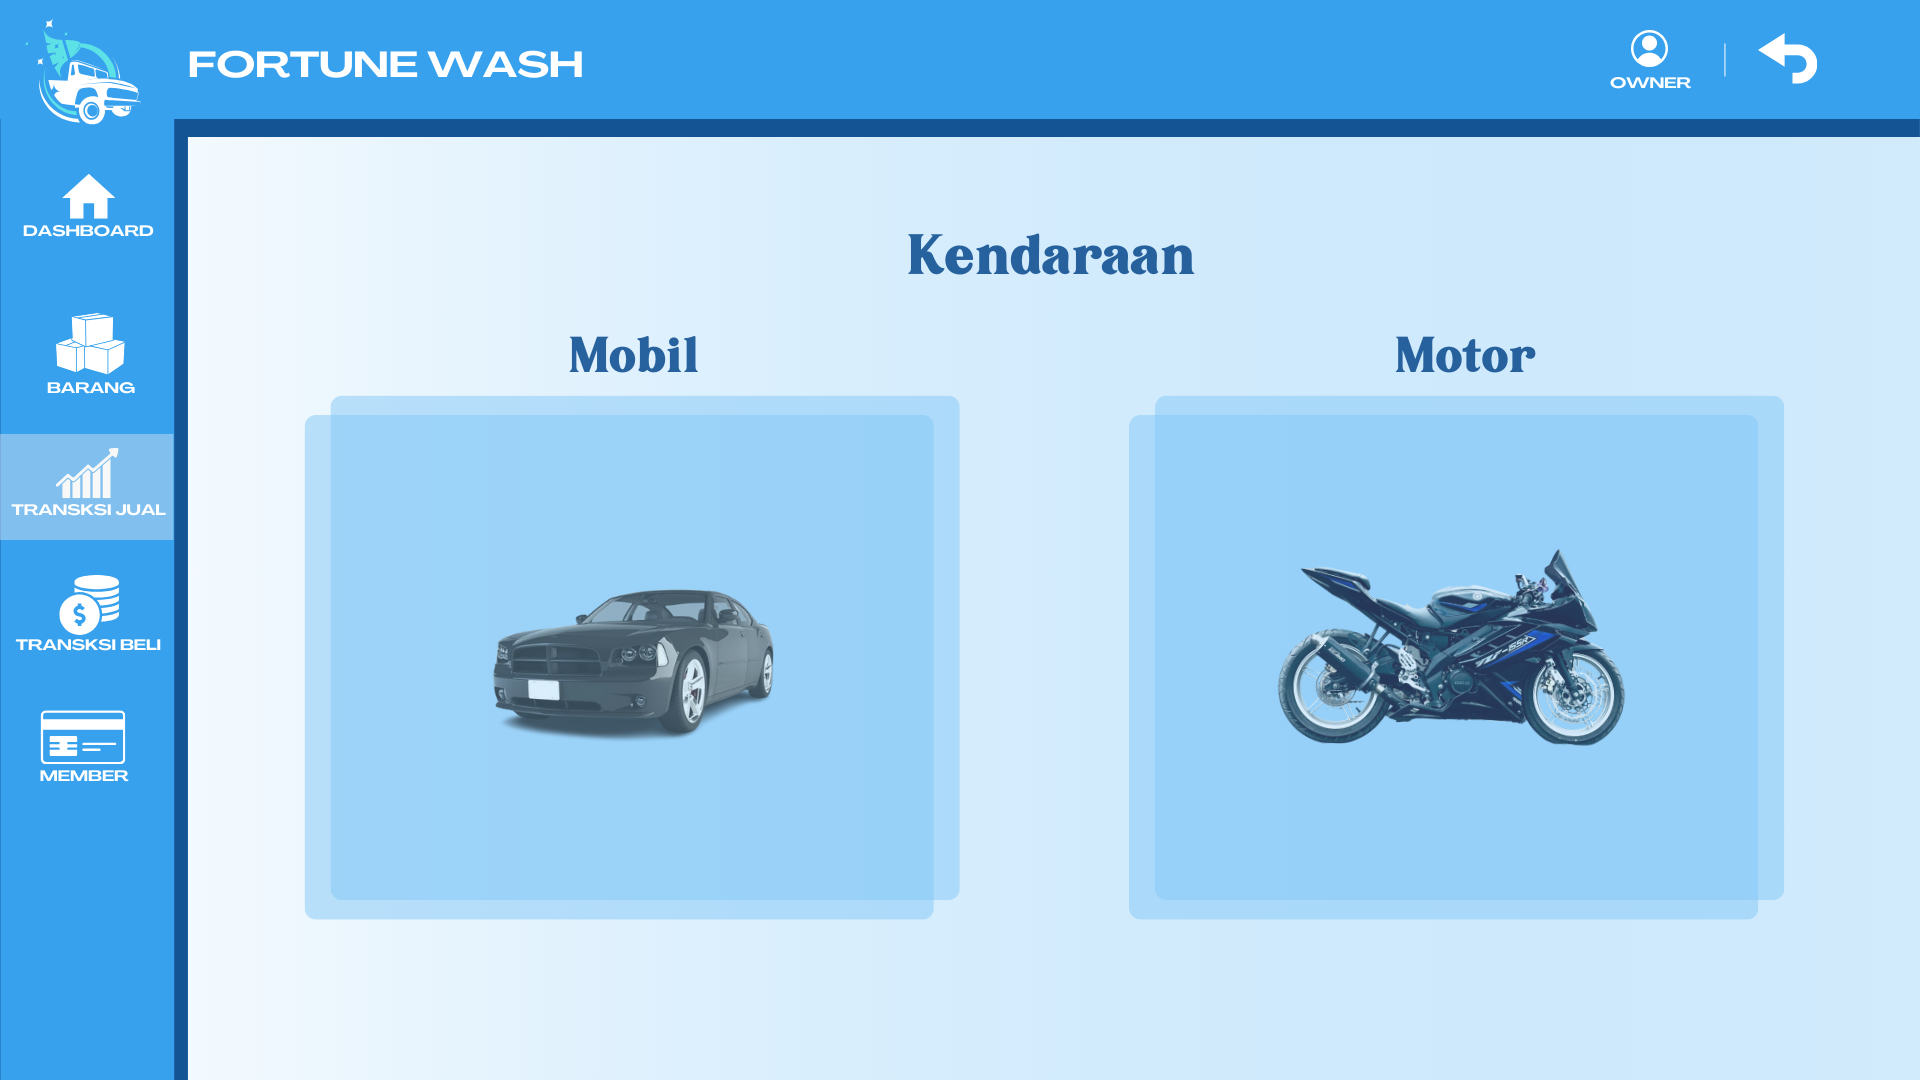 FORTUNE WASH
OWNER
DASHBOARD
BARANG
TRANSKSI JUAL
TRANSKSI BELI
MEMBER
Kendaraan
Mobil
Motor